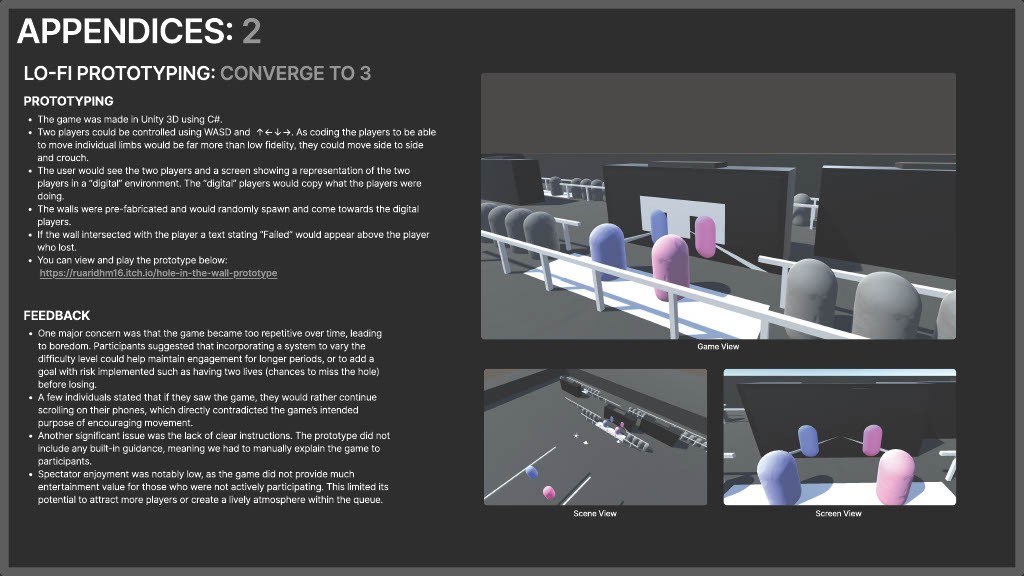 APPENDICES: 2
LO-FI PROTOTYPING: CONVERGE TO 3
PROTOTYPING
• The game was made in Unity 3D using C#.
• Two players could be controlled using WASD and ↑←↓→. As coding the players to be able
to move individual limbs would be far more than low fidelity, they could move side to side
and crouch.
• The user would see the two players and a screen showing a representation of the two
players in a “digital” environment. The “digital” players would copy what the players were
doing.
• The walls were pre-fabricated and would randomly spawn and come towards the digital
players.
• If the wall intersected with the player a text stating “Failed” would appear above the player
who lost.
• You can view and play the prototype below:
https://ruaridhm16.itch.io/hole-in-the-wall-prototype
FEEDBACK
• One major concern was that the game became too repetitive over time, leading
to boredom. Participants suggested that incorporating a system to vary the
difficulty level could help maintain engagement for longer periods, or to add a
goal with risk implemented such as having two lives (chances to miss the hole)
before losing.
• A few individuals stated that if they saw the game, they would rather continue
scrolling on their phones, which directly contradicted the game’s intended
purpose of encouraging movement.
• Another significant issue was the lack of clear instructions. The prototype did not
include any built-in guidance, meaning we had to manually explain the game to
participants.
• Spectator enjoyment was notably low, as the game did not provide much
entertainment value for those who were not actively participating. This limited its
potential to attract more players or create a lively atmosphere within the queue.
Game View
Scene View
Screen View